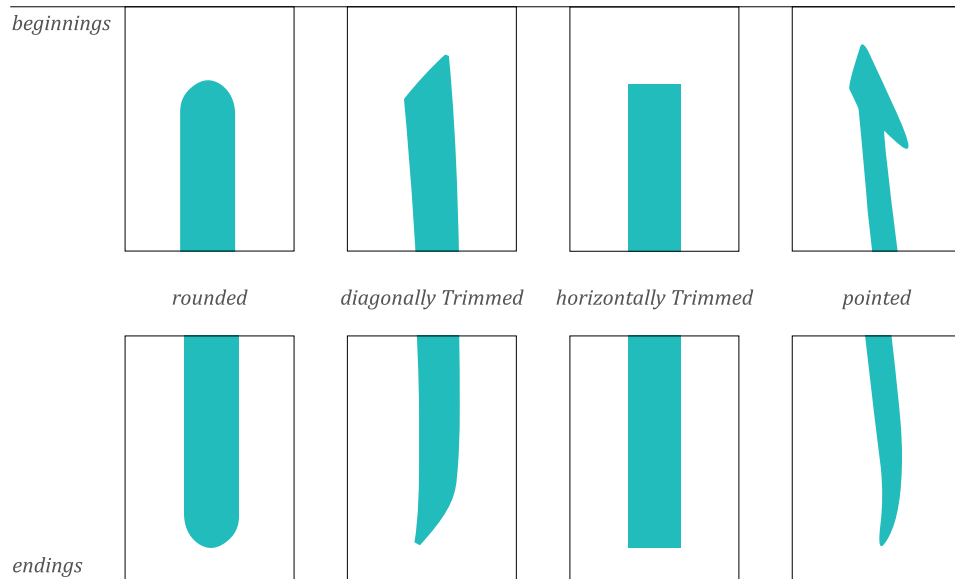 beginnings
rounded
diagonally Trimmed
horizontally Trimmed
pointed
endings